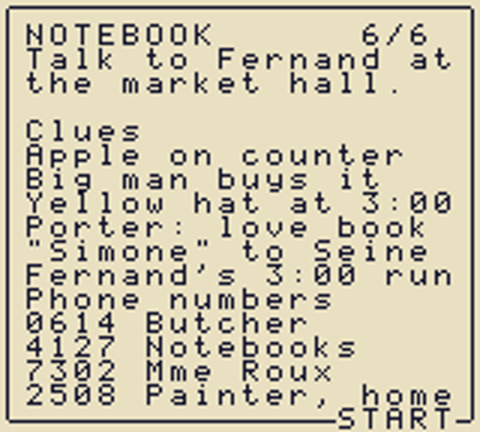 NOTEBOOK 6/6
Talk to Fernand at
the market hall.
Clues
Apple on counter
Big man buys it
Yellow hat at 3:00
Porter: love book
"Simone" to Seine
Fernand's 3:00 run
Phone numbers
0614 Butcher
4127 Notebooks
7302 Mme Roux
2508 Painter, home
START